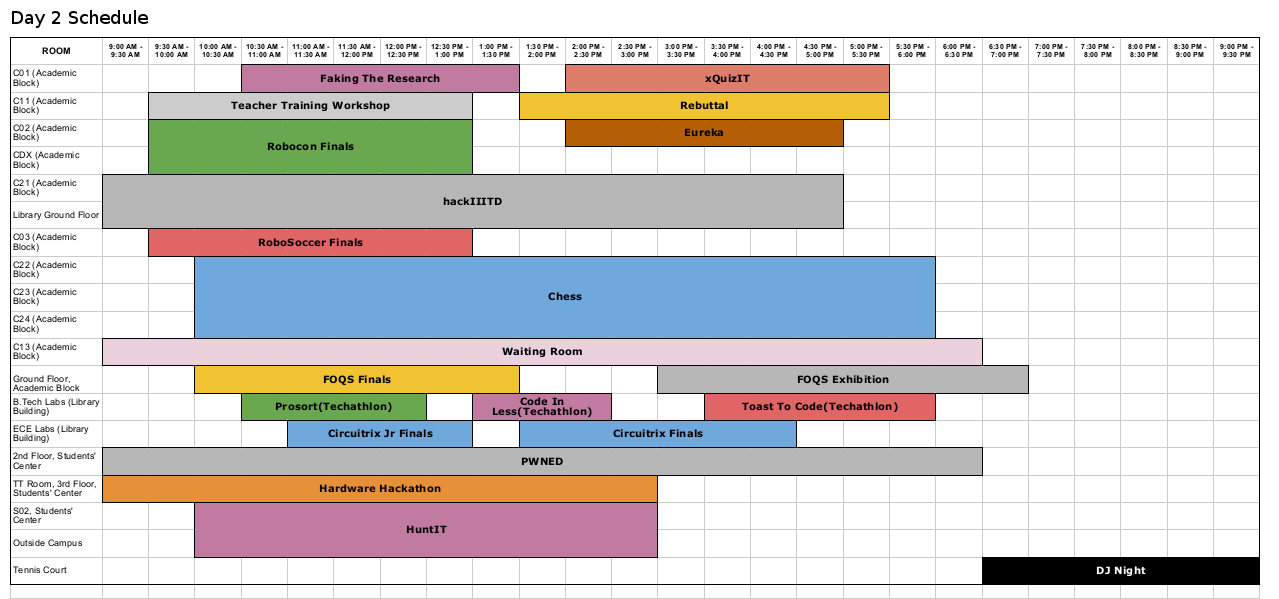 Day 2 Schedule
ROOM
9:00 AM -
9:30 AM
9:30 AM -
10:00 AM
10:00 AM -
10:30 AM
10:30 AM -
11:00 AM
11:00 AM -
11:30 AM
11:30 AM -
12:00 PM
12:00 PM -
12:30 PM
12:30 PM -
1:00 PM
1:00 PM -
1:30 PM
1:30 PM -
2:00 PM
2:00 PM -
2:30 PM
2:30 PM -
3:00 PM
3:00 PM -
3:30 PM
3:30 PM -
4:00 PM
4:00 PM -
4:30 PM
4:30 PM -
5:00 PM
5:00 PM -
5:30 PM
5:30 PM -
6:00 PM
6:00 PM -
6:30 PM
6:30 PM -
7:00 PM
7:00 PM -
7:30 PM
7:30 PM -
8:00 PM
8:00 PM -
8:30 PM
8:30 PM -
9:00 PM
9:00 PM -
9:30 PM
C01 (Academic
Block)
Faking The Research
xQuizIT
C11 (Academic
Block)
Teacher Training Workshop
Rebuttal
C02 (Academic
Block)
Robocon Finals
Eureka
CDX (Academic
Block)
C21 (Academic
Block)
hackIIITD
Library Ground Floor
C03 (Academic
Block)
RoboSoccer Finals
C22 (Academic
Block)
C23 (Academic
Block)
Chess
C24 (Academic
Block)
C13 (Academic
Block)
Waiting Room
Ground Floor,
Academic Block
FOQS Finals
FOQS Exhibition
B.Tech Labs (Library
Building)
Prosort(Techathlon)
Code In
Less(Techathlon)
Toast To Code(Techathlon)
ECE Labs (Library
Building)
Circuitrix Jr Finals
Circuitrix Finals
2nd Floor, Students'
Center
PWNED
TT Room, 3rd Floor,
Students' Center
Hardware Hackathon
S02, Students'
Center
HuntIT
Outside Campus
Tennis Court
DJ Night